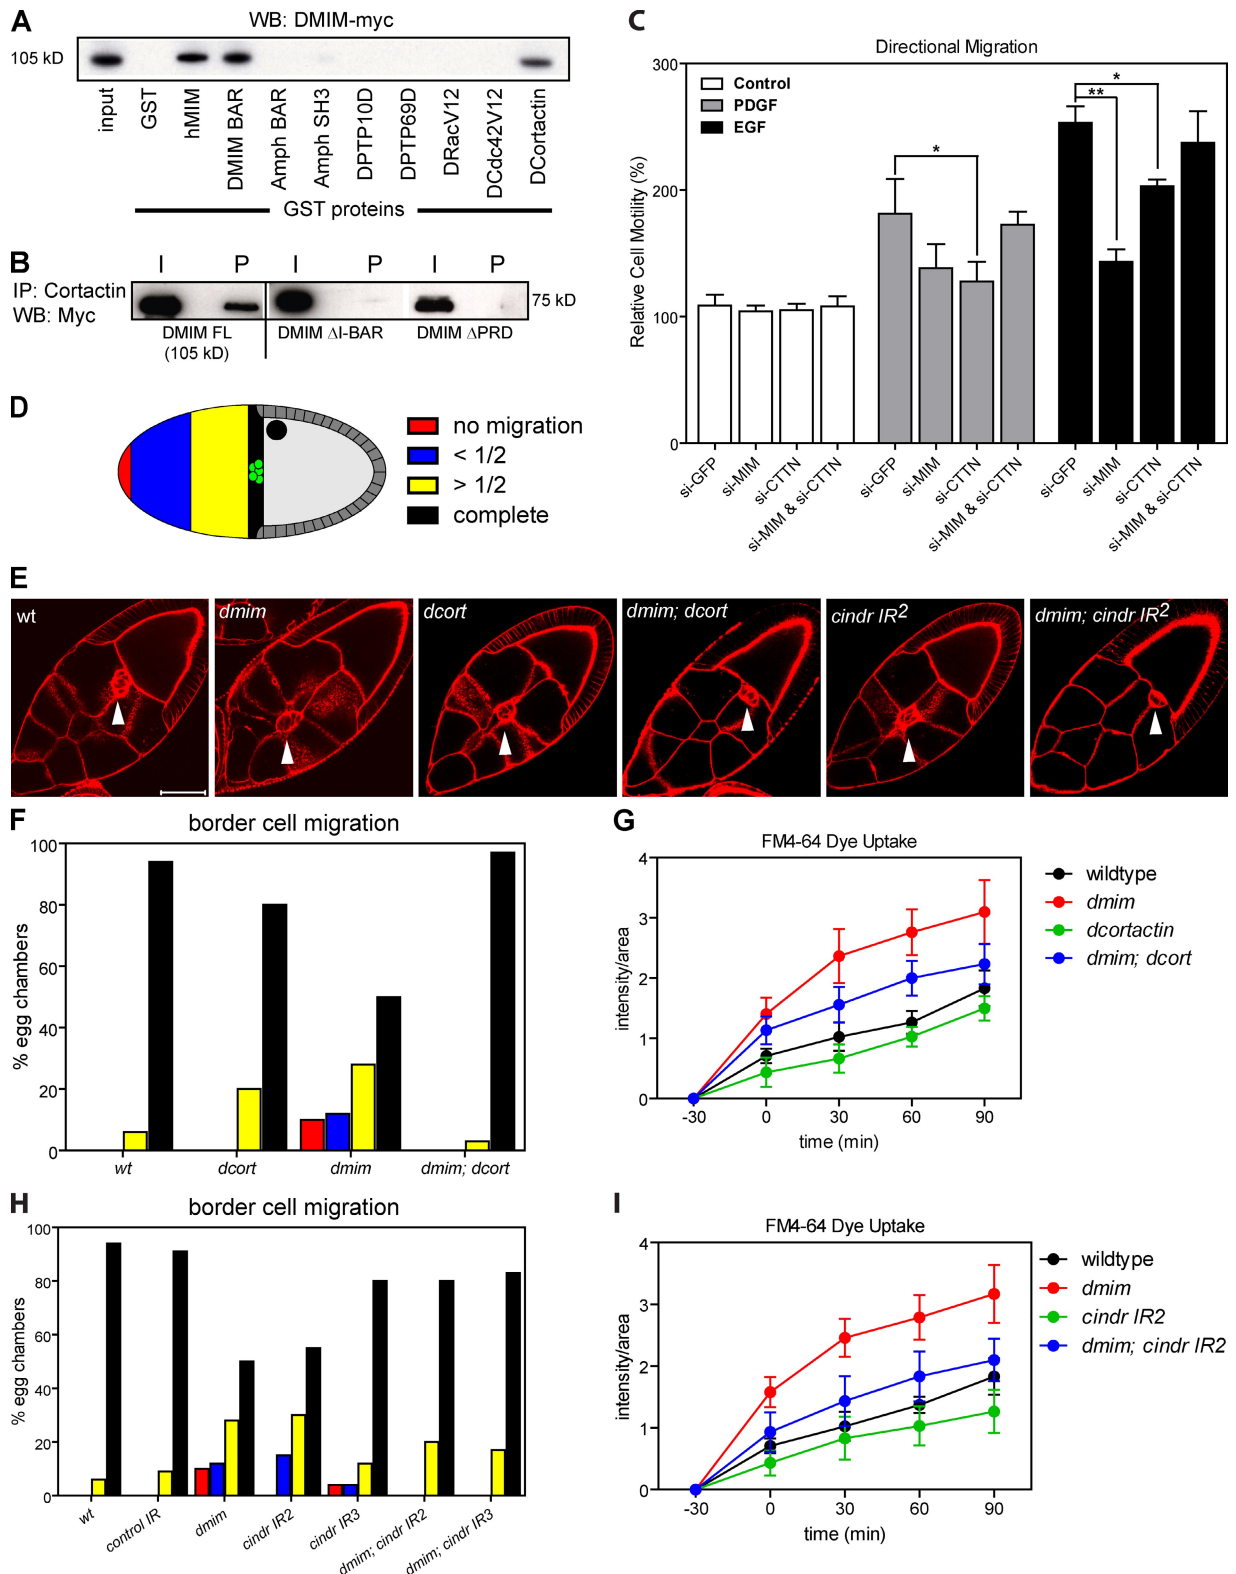 A
WB: DMIM-myc
105 kD
input
GST
hMIM
DMIM BAR
Amph BAR
Amph SH3
DPTP10D
DPTP69D
DRacV12
DCdc42V12
DCortactin
GST proteins
B
I P I P I P
IP: Cortactin
WB: Myc
75 kD
DMIM FL
(105 kD)
DMIM ΔI-BAR
DMIM ΔPRD
C
Directional Migration
Relative Cell Motility (%)
300
200
100
0
Control
PDGF
EGF
*
*
**
si-GFP
si-MIM
si-CTTN
si-MIM & si-CTTN
si-GFP
si-MIM
si-CTTN
si-MIM & si-CTTN
si-GFP
si-MIM
si-CTTN
si-MIM & si-CTTN
D
no migration
< 1/2
> 1/2
complete
E
wt
dmim
dcort
dmim; dcort
cindr IR2
dmim; cindr IR2
F
border cell migration
% egg chambers
100
80
60
40
20
0
wt
dcort
dmim
dmim; dcort
G
FM4-64 Dye Uptake
intensity/area
4
3
2
1
0
-30
0
30
60
90
time (min)
wildtype
dmim
dcortactin
dmim; dcort
H
border cell migration
% egg chambers
100
80
60
40
20
0
wt
control IR
dmim
cindr IR2
cindr IR3
dmim; cindr IR2
dmim; cindr IR3
I
FM4-64 Dye Uptake
intensity/area
4
3
2
1
0
-30
0
30
60
90
time (min)
wildtype
dmim
cindr IR2
dmim; cindr IR2